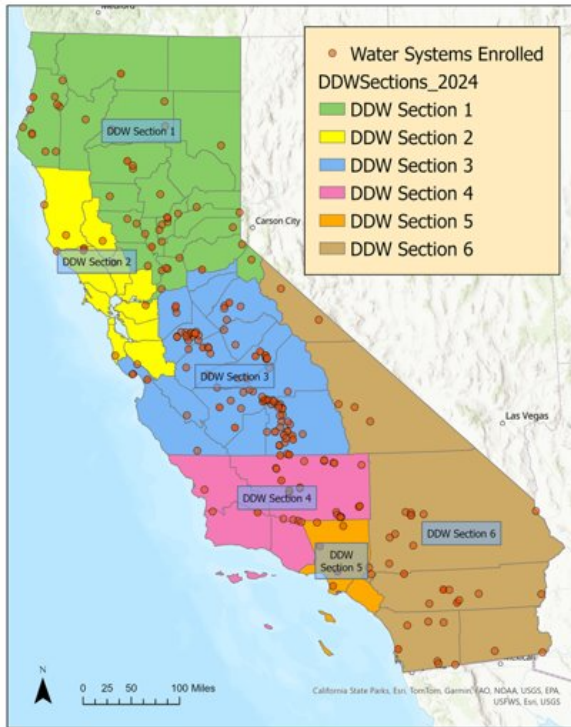 Medford
Water Systems Enrolled
DDWSections_2024
DDW Section 1
DDW Section 2
DDW Section 3
DDW Section 4
DDW Section 5
DDW Section 6
DDW Section 1
Carson City
DDW Section 2
DDW Section 3
Las Vegas
DDW Section 4
DDW Section 6
DDW
Section 5
Mexicali
N
0 25 50 100 Miles
California State Parks, Esri, TomTom, Garmin, FAO, NOAA, USGS, EPA,
USFWS, Esri, USGS